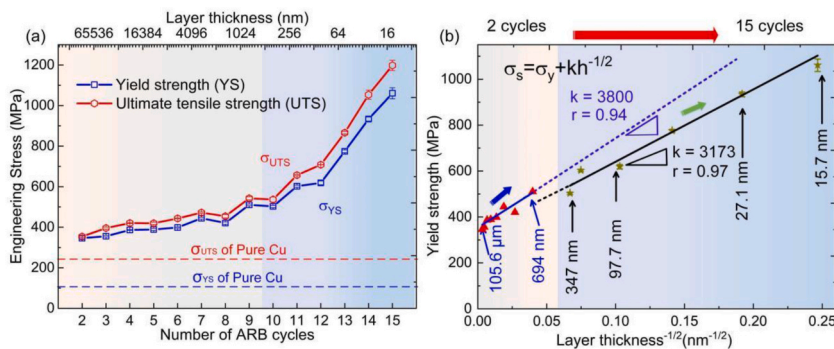 Layer thickness (nm)
65536 16384 4096 1024 256 64 16
(a)
Yield strength (YS)
Ultimate tensile strength (UTS)
σUTS
σYS
σUTS of Pure Cu
σYS of Pure Cu
Engineering Stress (MPa)
1200
1000
800
600
400
200
0
2 3 4 5 6 7 8 9 10 11 12 13 14 15
Number of ARB cycles
2 cycles 15 cycles
(b)
σs=σy+kh-1/2
k = 3800
r = 0.94
k = 3173
r = 0.97
105.6 μm
694 nm
347 nm
97.7 nm
27.1 nm
15.7 nm
Yield strength (MPa)
1000
800
600
400
200
0
0.00 0.05 0.10 0.15 0.20 0.25
Layer thickness-1/2(nm-1/2)